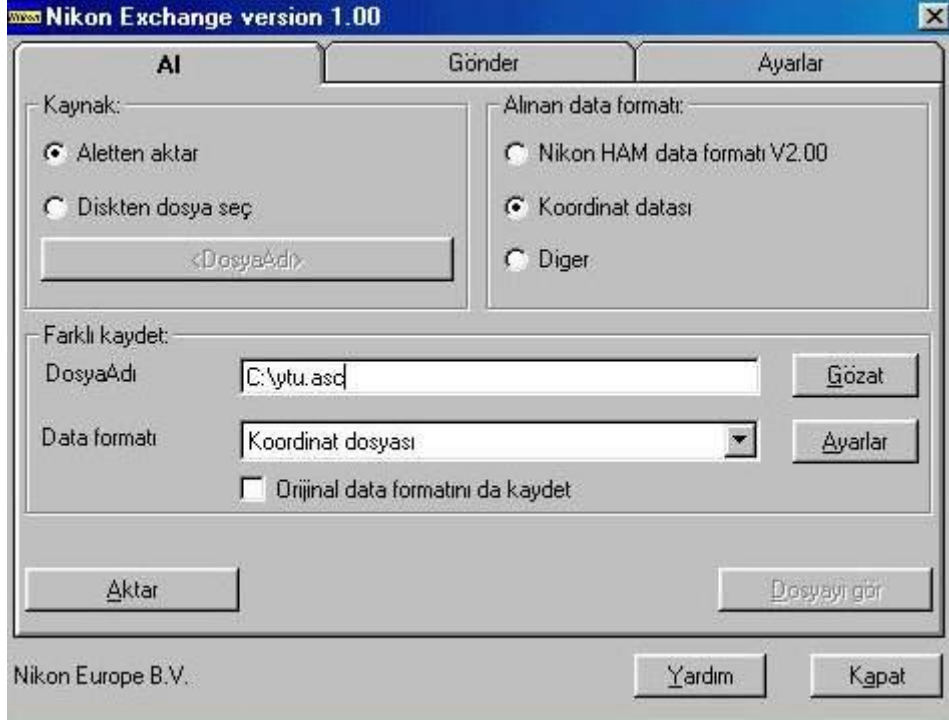 Nikon Nikon Exchange version 1.00
Al Gönder Ayarlar
Kaynak:
Aletten aktar
Diskten dosya seç
<DosyaAdı>
Alınan data formatı:
Nikon HAM data formatı V2.00
Koordinat datası
Diger
Farklı kaydet:
DosyaAdı C:\ytu.asc Gözat
Data formatı Koordinat dosyası Ayarlar
Orijinal data formatını da kaydet
Aktar Dosyayi gör
Nikon Europe B.V. Yardım Kapat